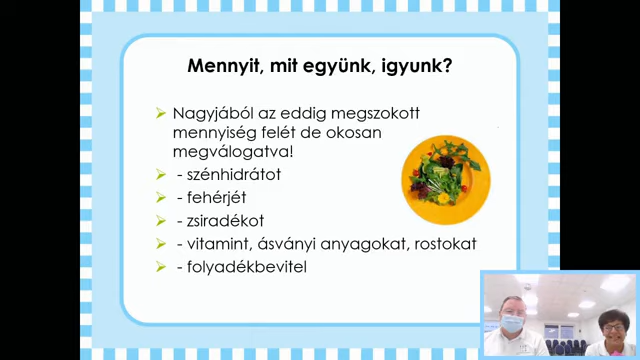 Mennyit, mit együnk, igyunk?
Nagyjából az eddig megszokott
mennyiség felét de okosan
megválogatva!
- szénhidrátot
- fehérjét
- zsiradékot
- vitamint, ásványi anyagokat, rostokat
- folyadékbevitel